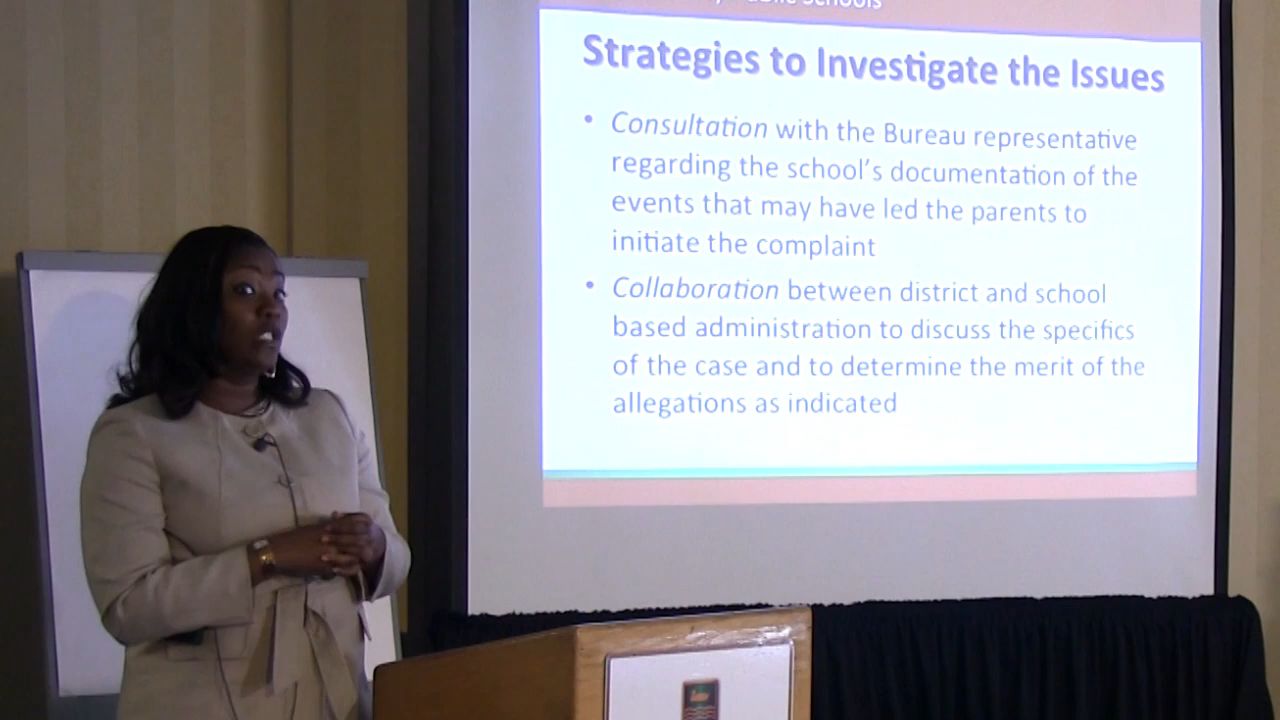 Schools
Strategies to Investigate the Issues
• Consultation with the Bureau representative
regarding the school's documentation of the
events that may have led the parents to
initiate the complaint
• Collaboration between district and school
based administration to discuss the specifics
of the case and to determine the merit of the
allegations as indicated